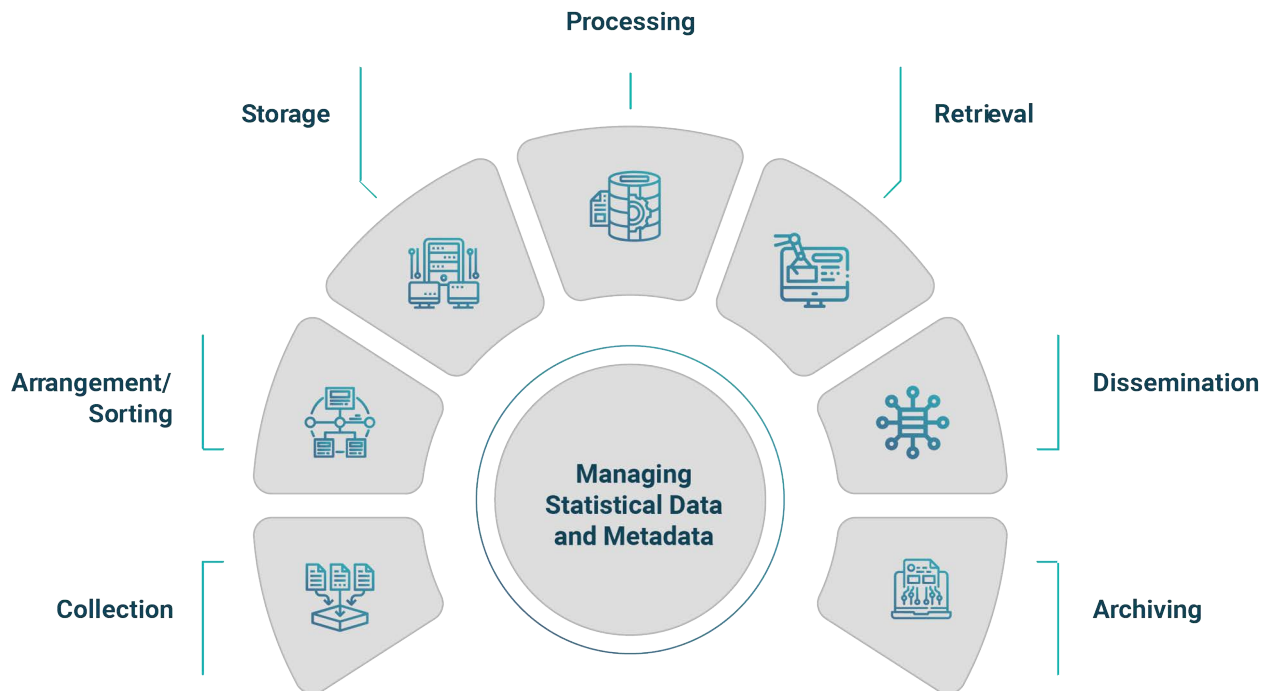 Processing
Storage
Retrieval
Arrangement/
Sorting
Dissemination
Managing
Statistical Data
and Metadata
Collection
Archiving